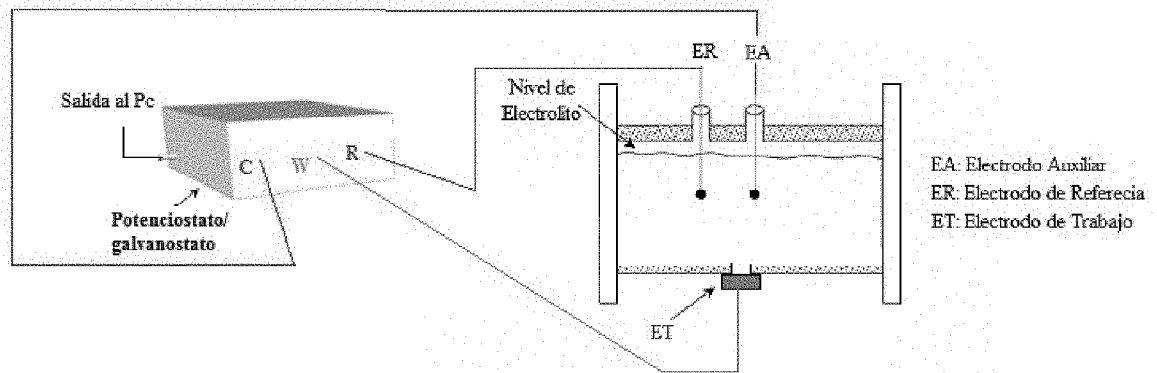 ER EA
Nivel de
Electrolito
Salida al Pc
C W R
Potenciostato/
galvanostato
EA: Electrodo Auxiliar
ER: Electrodo de Referecia
ET: Electrodo de Trabajo
ET